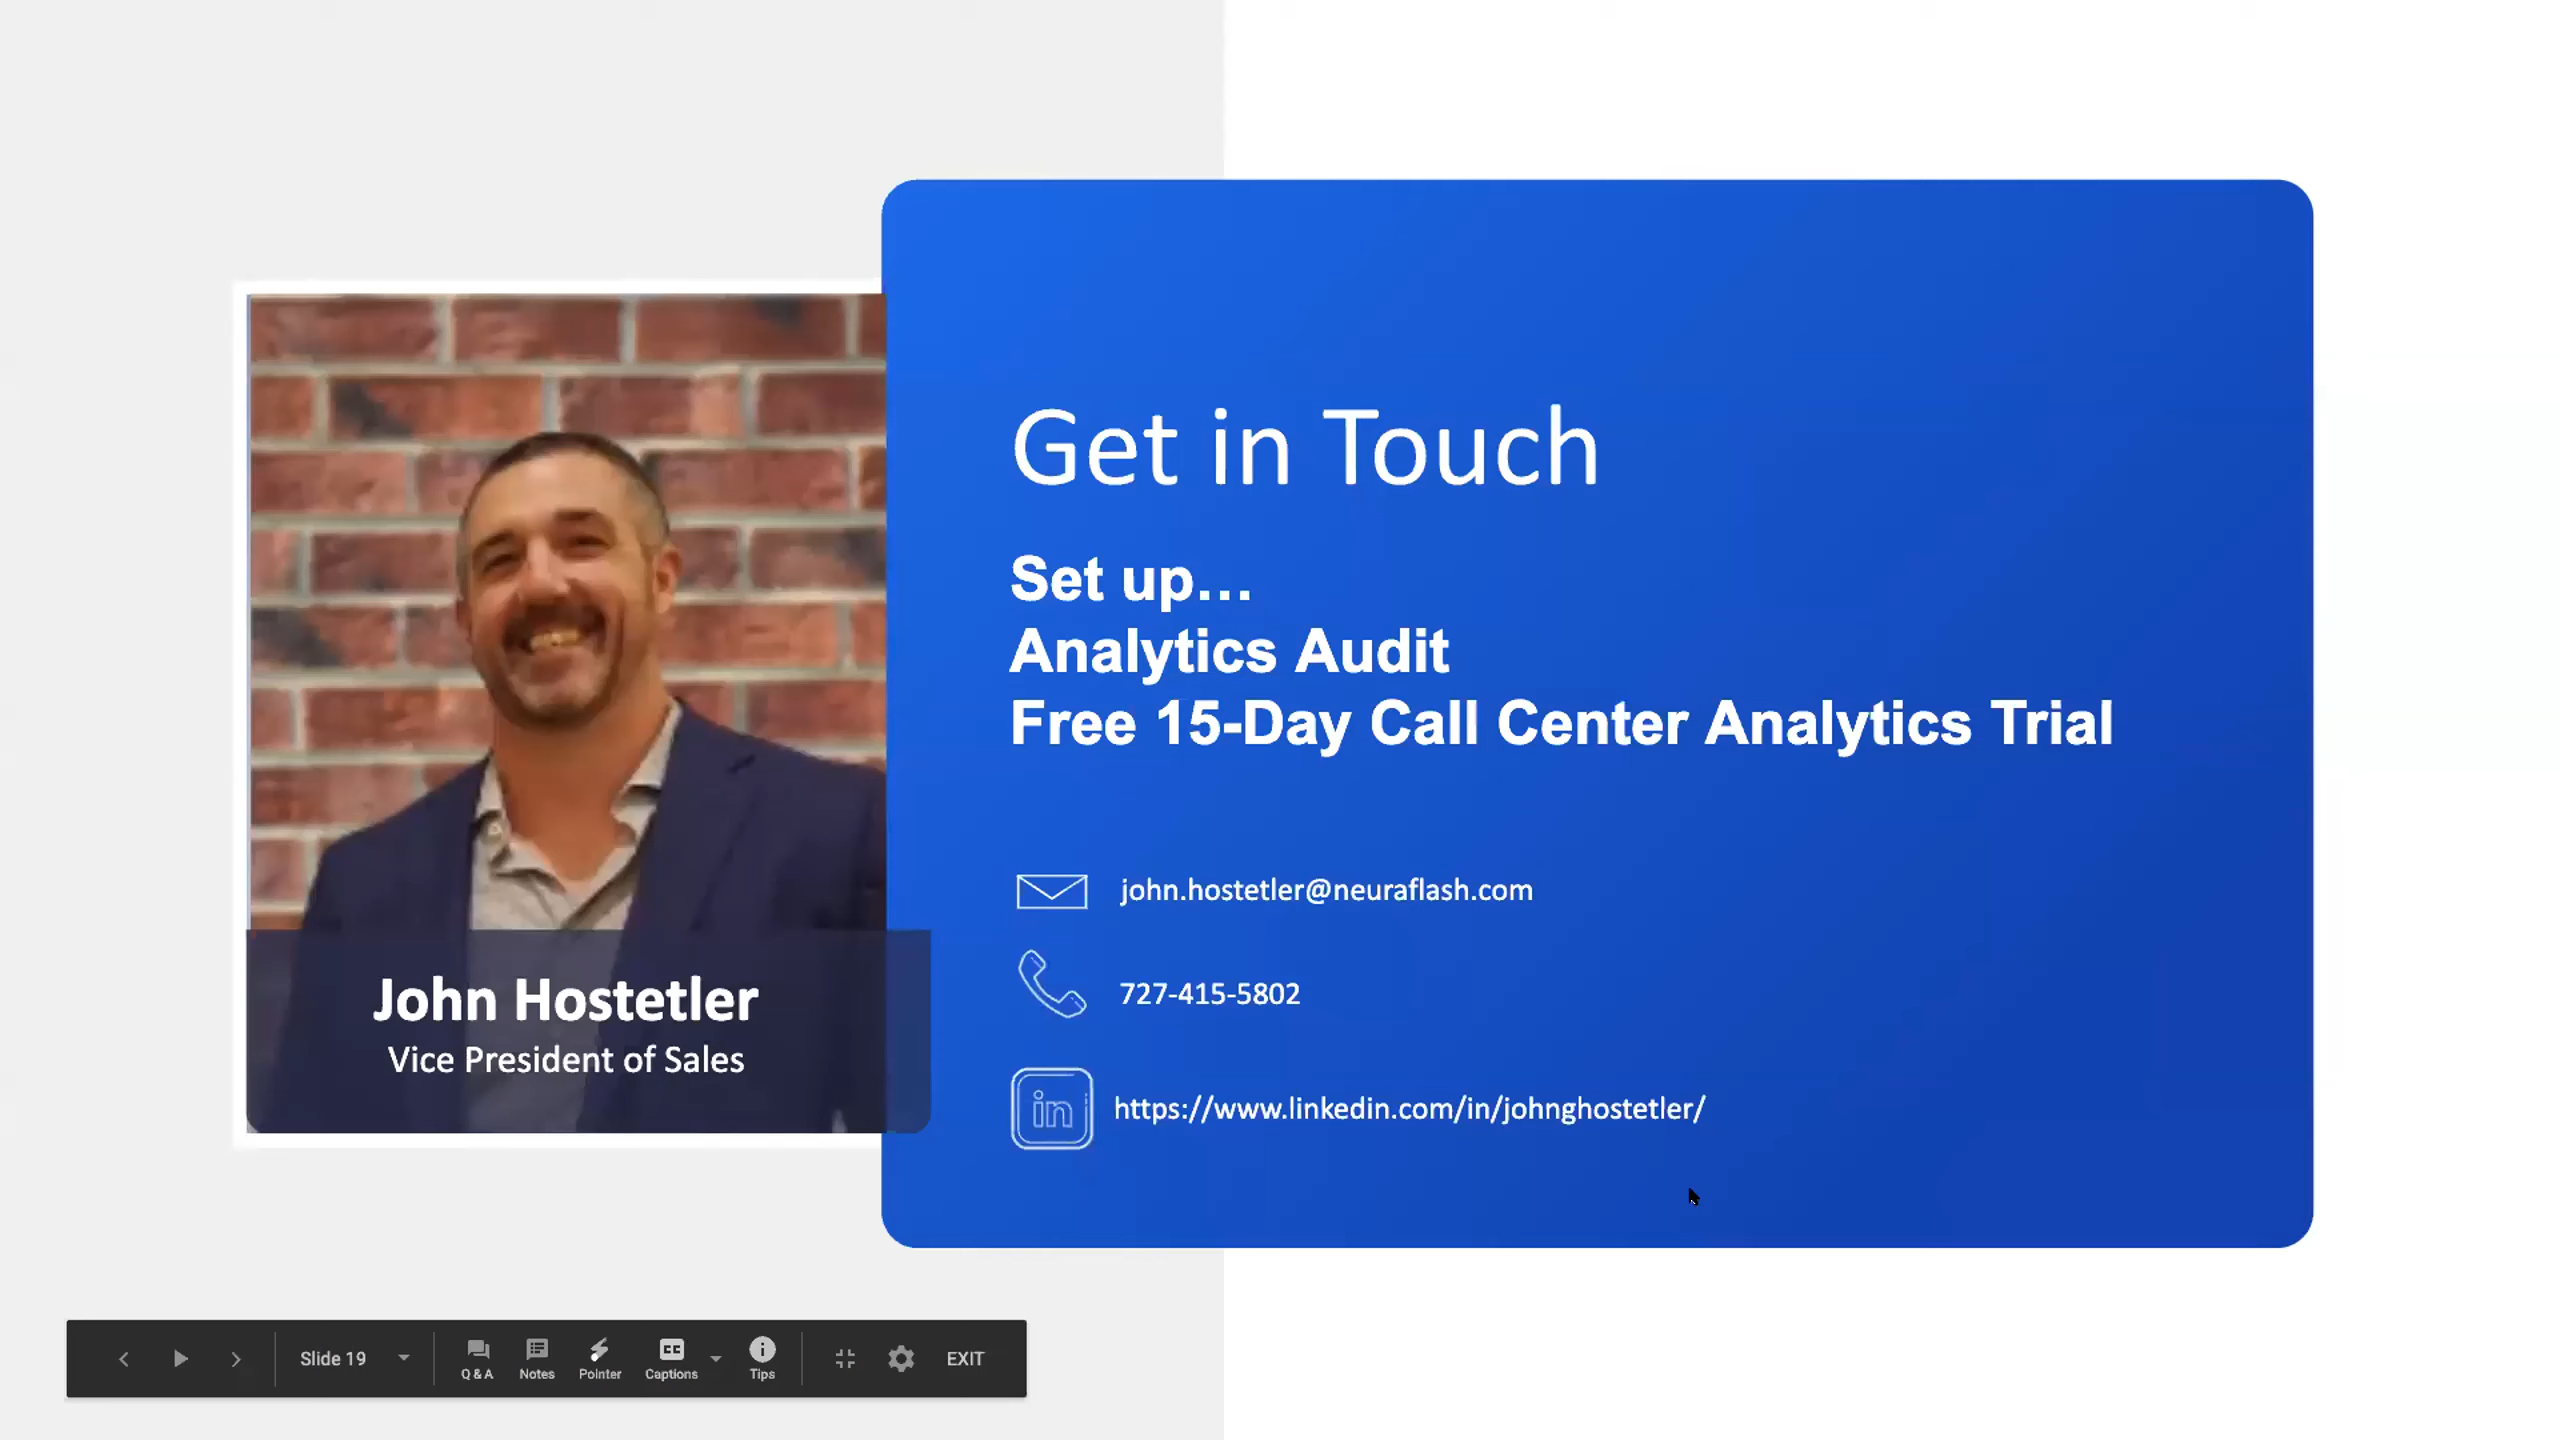 Get in Touch
Set up...
Analytics Audit
Free 15-Day Call Center Analytics Trial
john.hostetler@neuraflash.com
727-415-5802
in https://www.linkedin.com/in/johnghostetler/
John Hostetler
Vice President of Sales
Slide 19
Q & A
Notes
Pointer
CC
Captions
Tips
EXIT